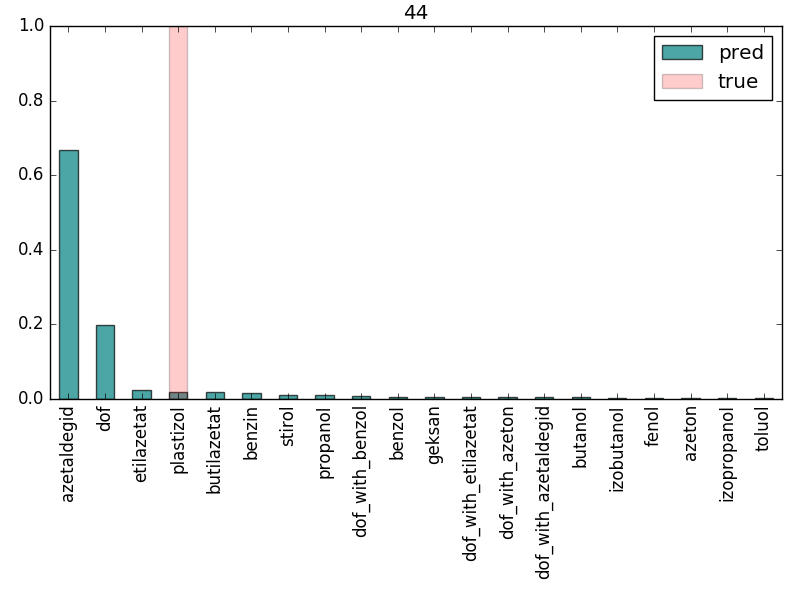 44
1.0
0.8
0.6
0.4
0.2
0.0
pred
true
azetaldegid
dof
etilazetat
plastizol
butilazetat
benzin
stirol
propanol
dof_with_benzol
benzol
geksan
dof_with_etilazetat
dof_with_azeton
dof_with_azetaldegid
butanol
izobutanol
fenol
azeton
izopropanol
toluol